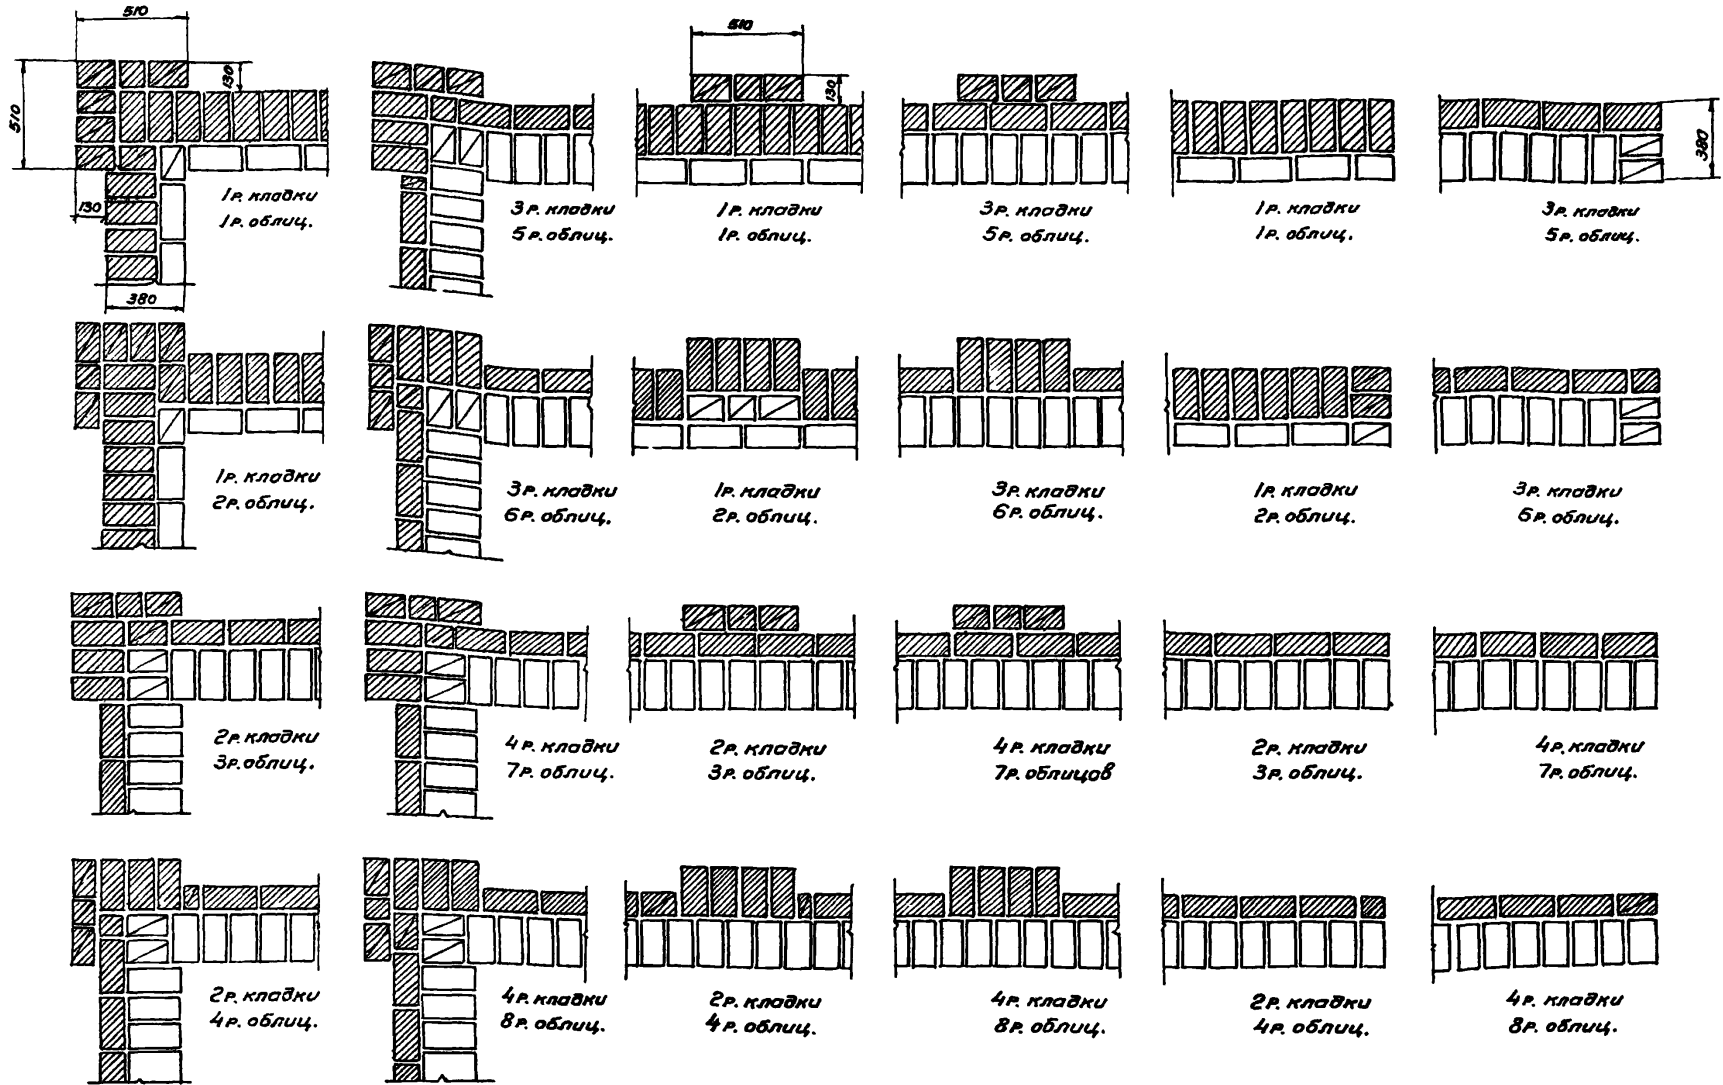 510
510
130
510
130
130
380
380
1р. кладки
1р. облиц.
3р. кладки
5р. облиц.
1р. кладки
1р. облиц.
3р. кладки
5р. облиц.
1р. кладки
1р. облиц.
3р. кладки
5р. облиц.
1р. кладки
2р. облиц.
3р. кладки
6р. облиц.
1р. кладки
2р. облиц.
3р. кладки
6р. облиц.
1р. кладки
2р. облиц.
3р. кладки
6р. облиц.
2р. кладки
3р. облиц.
4р. кладки
7р. облиц.
2р. кладки
3р. облиц.
4р. кладки
7р. облицов
2р. кладки
3р. облиц.
4р. кладки
7р. облиц.
2р. кладки
4р. облиц.
4р. кладки
8р. облиц.
2р. кладки
4р. облиц.
4р. кладки
8р. облиц.
2р. кладки
4р. облиц.
4р. кладки
8р. облиц.